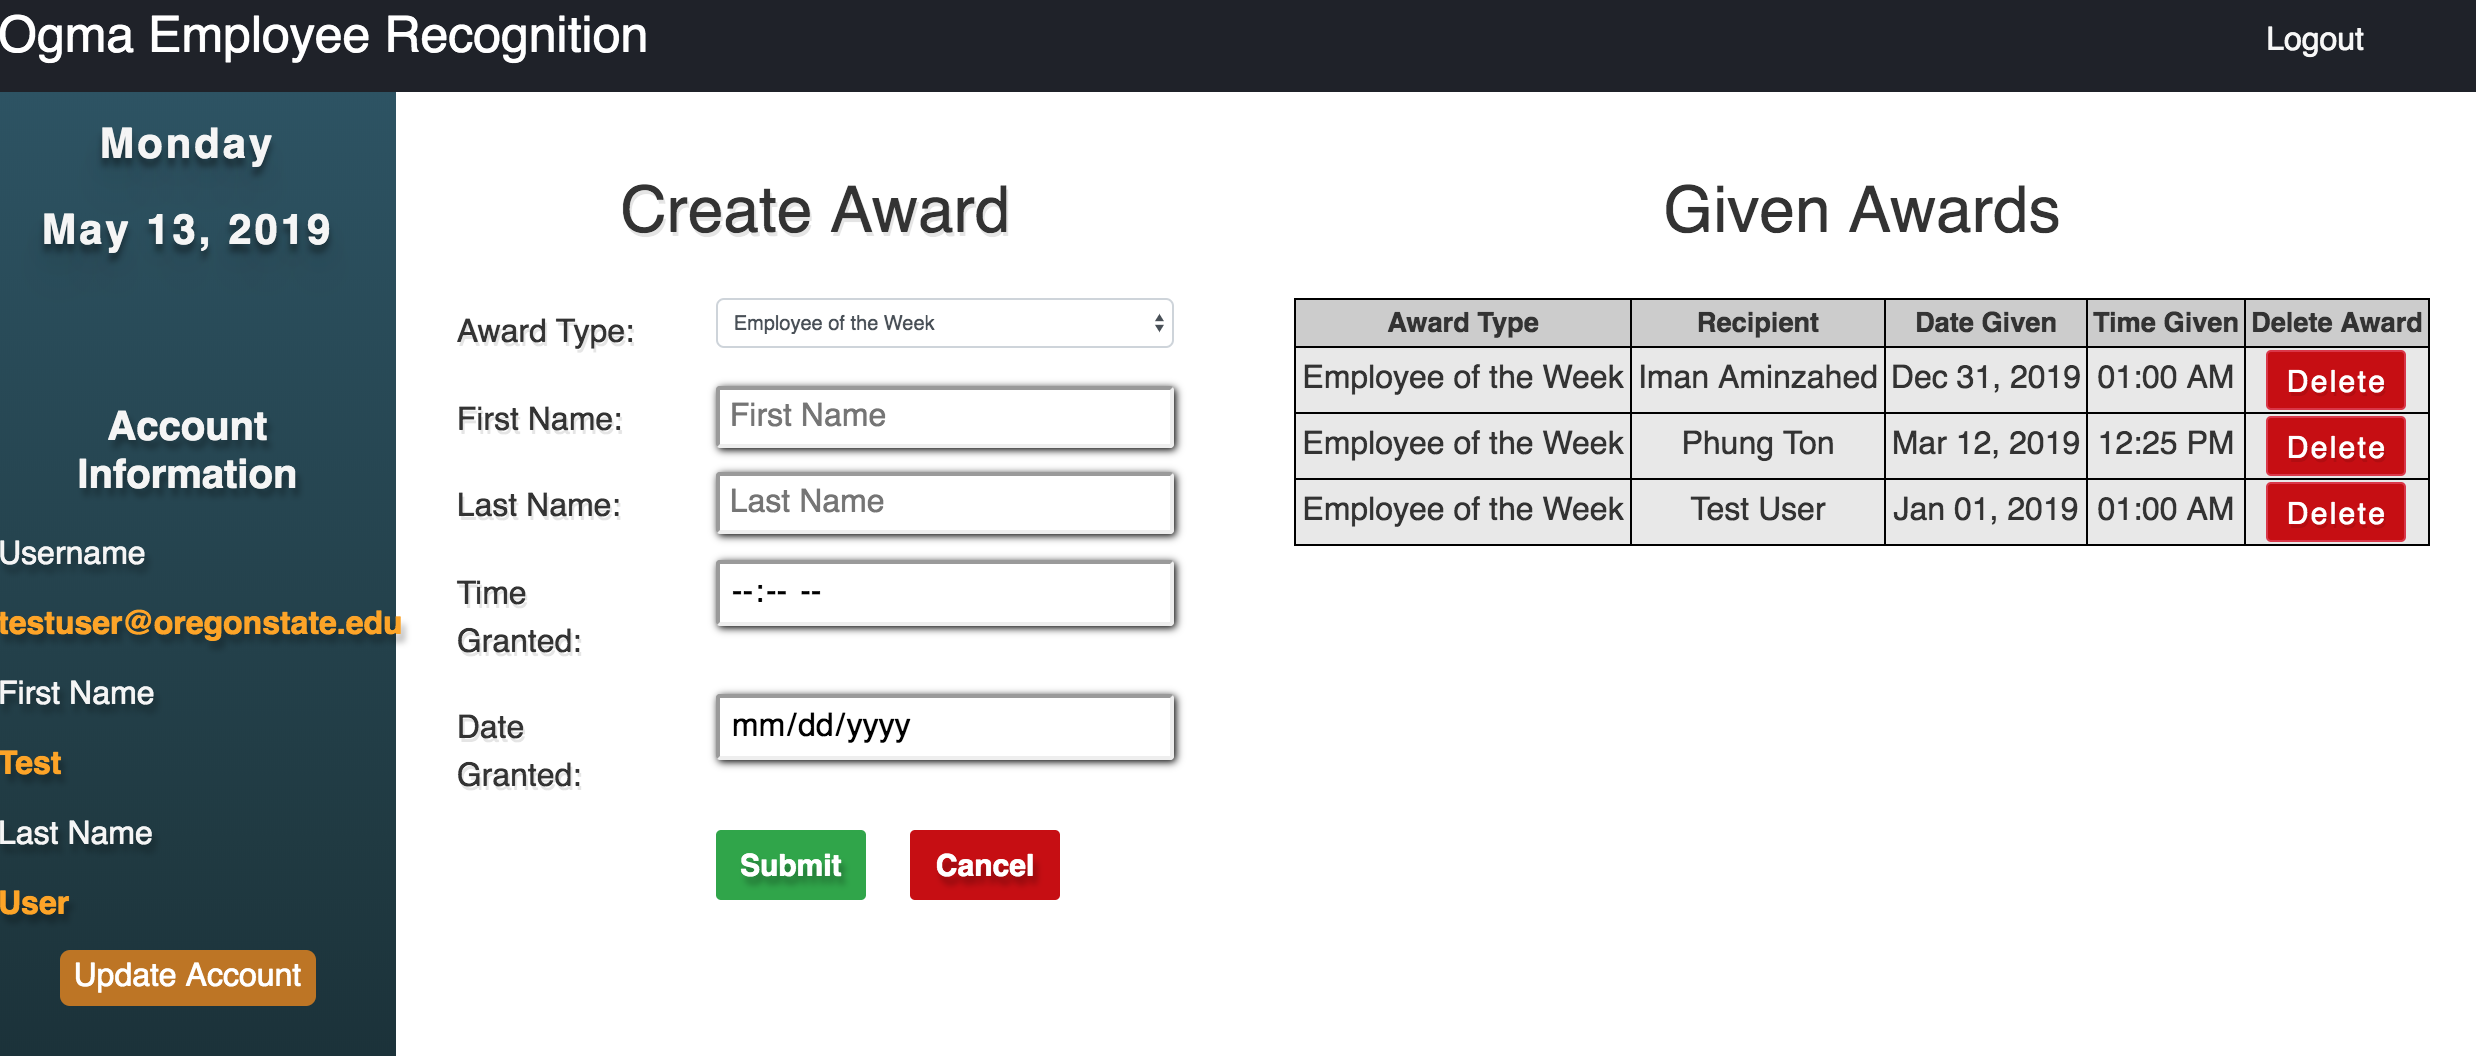 Ogma Employee Recognition
Logout
Monday
May 13, 2019
Account
Information
Username
testuser@oregonstate.edu
First Name
Test
Last Name
User
Update Account
Create Award
Award Type:
Employee of the Week
First Name:
First Name
Last Name:
Last Name
Time
Granted:
--:-- --
Date
Granted:
mm/dd/yyyy
Submit
Cancel
Given Awards
Award Type Recipient Date Given Time Given Delete Award
Employee of the Week Iman Aminzahed Dec 31, 2019 01:00 AM Delete
Employee of the Week Phung Ton Mar 12, 2019 12:25 PM Delete
Employee of the Week Test User Jan 01, 2019 01:00 AM Delete